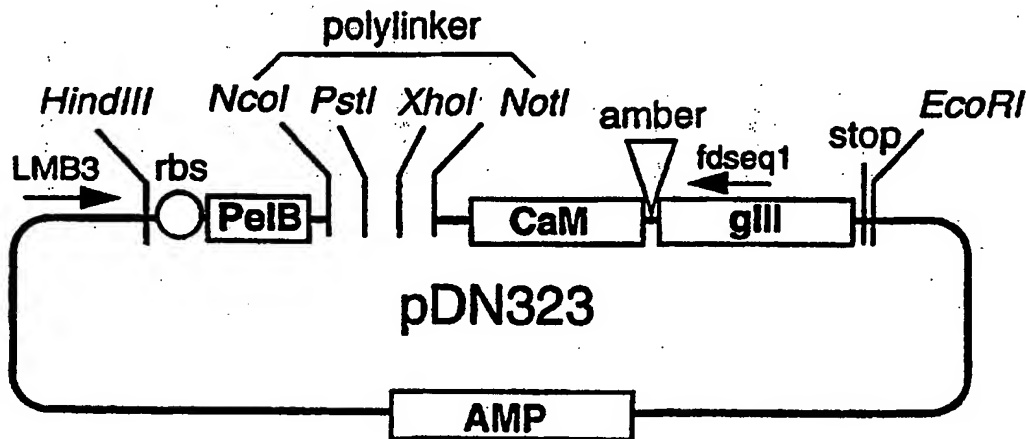 polylinker
HindIII NcoI PstI XhoI NotI EcoRI
amber stop
LMB3 rbs fdseq1
PelB CaM gIII
pDN323
AMP